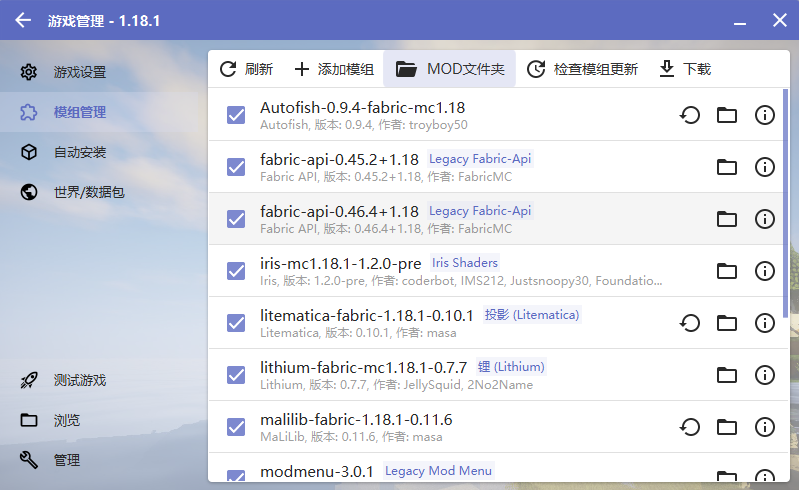 游戏管理 - 1.18.1
游戏设置
模组管理
自动安装
世界/数据包
测试游戏
浏览
管理
刷新
添加模组
MOD文件夹
检查模组更新
下载
Autofish-0.9.4-fabric-mc1.18
Autofish, 版本: 0.9.4, 作者: troyboy50
fabric-api-0.45.2+1.18 Legacy Fabric-Api
Fabric API, 版本: 0.45.2+1.18, 作者: FabricMC
fabric-api-0.46.4+1.18 Legacy Fabric-Api
Fabric API, 版本: 0.46.4+1.18, 作者: FabricMC
iris-mc1.18.1-1.2.0-pre Iris Shaders
Iris, 版本: 1.2.0-pre, 作者: coderbot, IMS212, Justsnoopy30, Foundatio...
litematica-fabric-1.18.1-0.10.1 投影 (Litematica)
Litematica, 版本: 0.10.1, 作者: masa
lithium-fabric-mc1.18.1-0.7.7 锂 (Lithium)
Lithium, 版本: 0.7.7, 作者: JellySquid, 2No2Name
malilib-fabric-1.18.1-0.11.6
MaLiLib, 版本: 0.11.6, 作者: masa
modmenu-3.0.1 Legacy Mod Menu